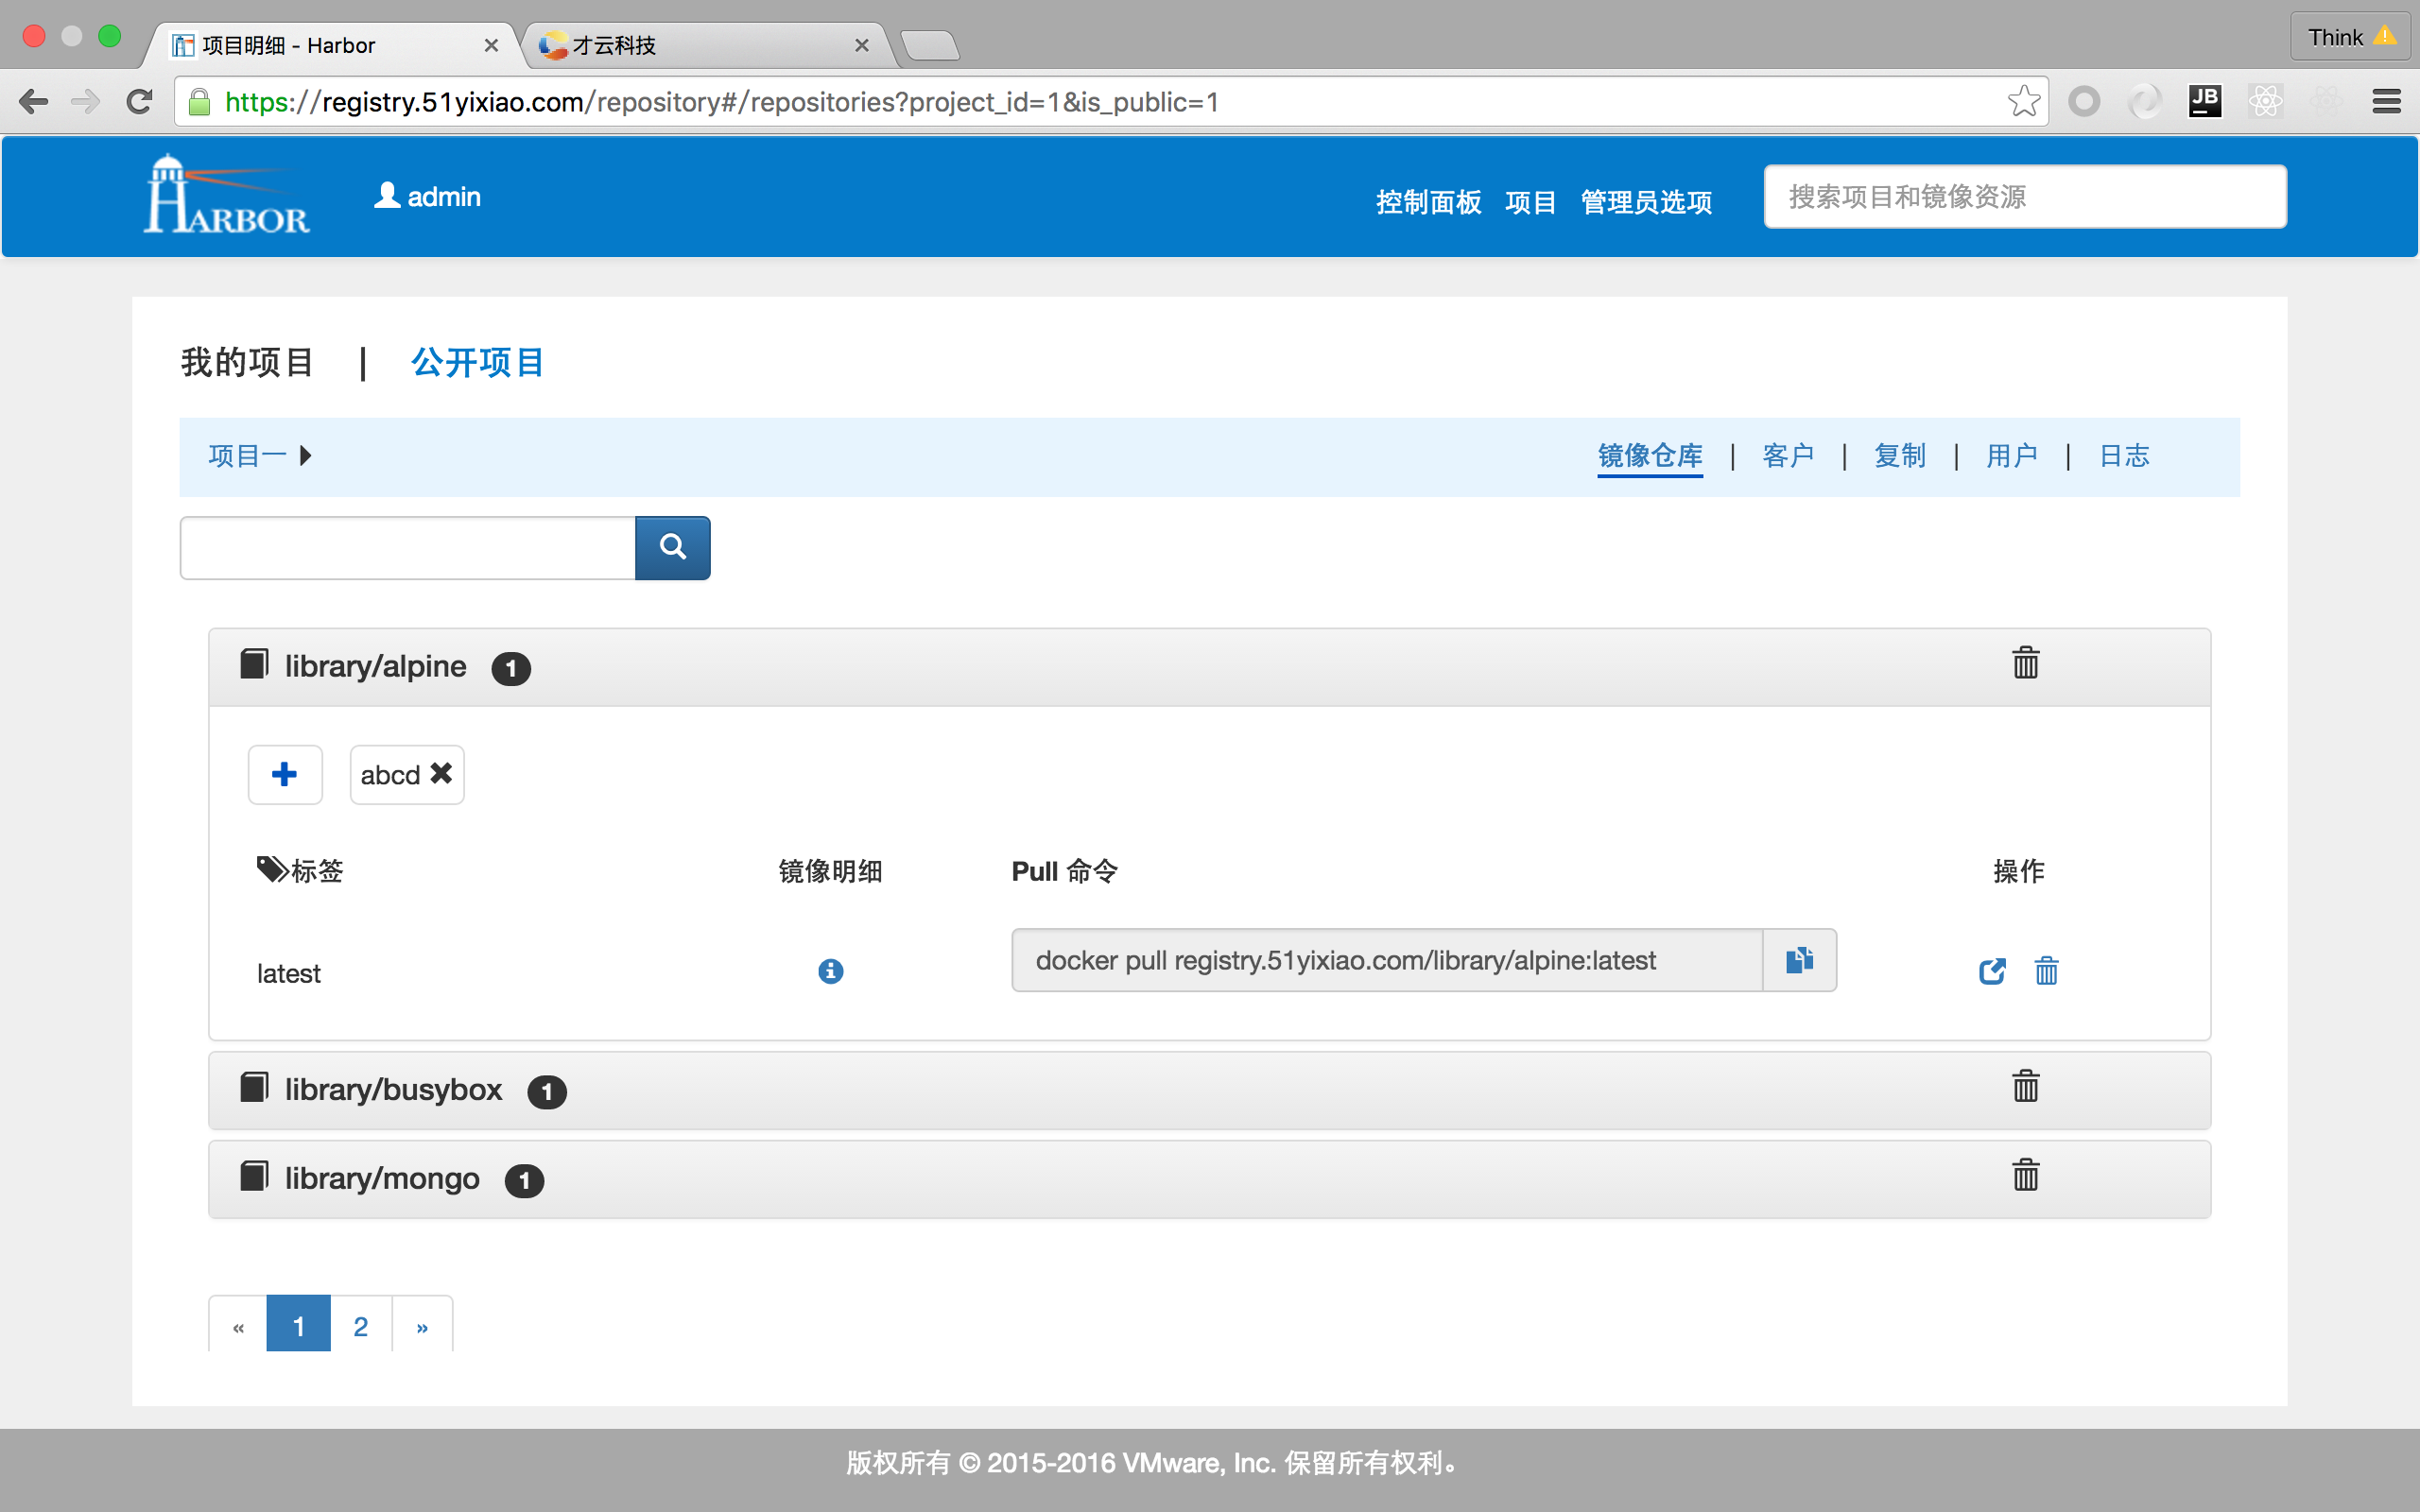 项目明细 - Harbor
才云科技
Think
https://registry.51yixiao.com/repository#/repositories?project_id=1&is_public=1
JB
HARBOR
admin
控制面板 项目 管理员选项
搜索项目和镜像资源
我的项目 | 公开项目
项目一
镜像仓库 | 客户 | 复制 | 用户 | 日志
library/alpine 1
abcd
标签 镜像明细 Pull 命令 操作
latest docker pull registry.51yixiao.com/library/alpine:latest
library/busybox 1
library/mongo 1
« 1 2 »
版权所有 © 2015-2016 VMware, Inc. 保留所有权利。